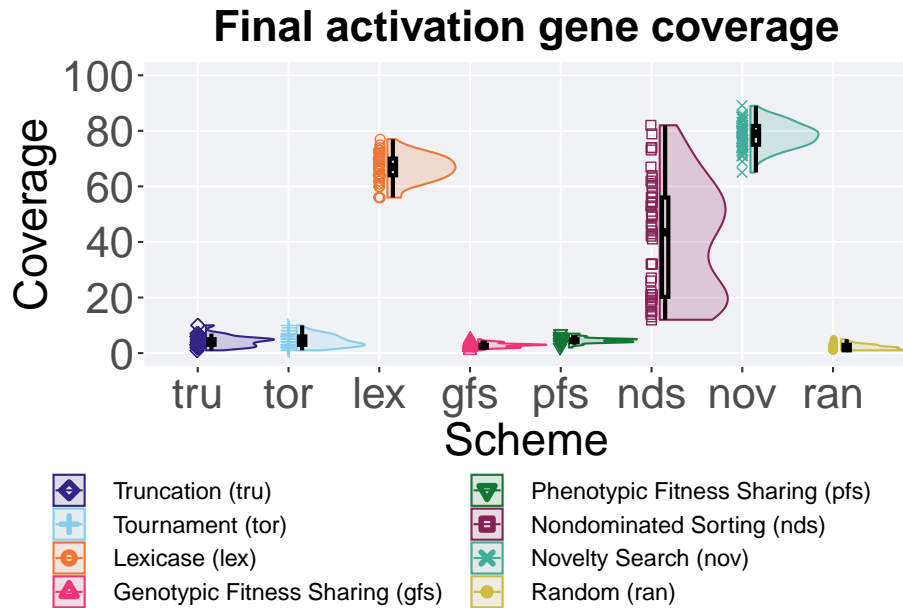 Final activation gene coverage
100
80
60
40
20
0
Coverage
tru tor lex gfs pfs nds nov ran
Scheme
Truncation (tru)
Tournament (tor)
Lexicase (lex)
Genotypic Fitness Sharing (gfs)
Phenotypic Fitness Sharing (pfs)
Nondominated Sorting (nds)
Novelty Search (nov)
Random (ran)